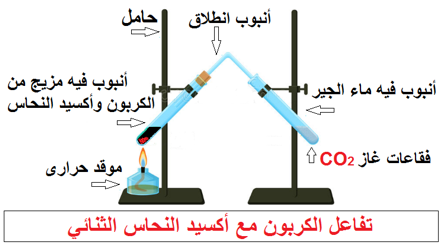 أنبوب انطلاق
حامل
أنبوب فيه مزيج من
الكربون وأكسيد النحاس
أنبوب فيه ماء الجير
موقد حرارى
فقاعات غاز CO2
تفاعل الكربون مع أكسيد النحاس الثنائي